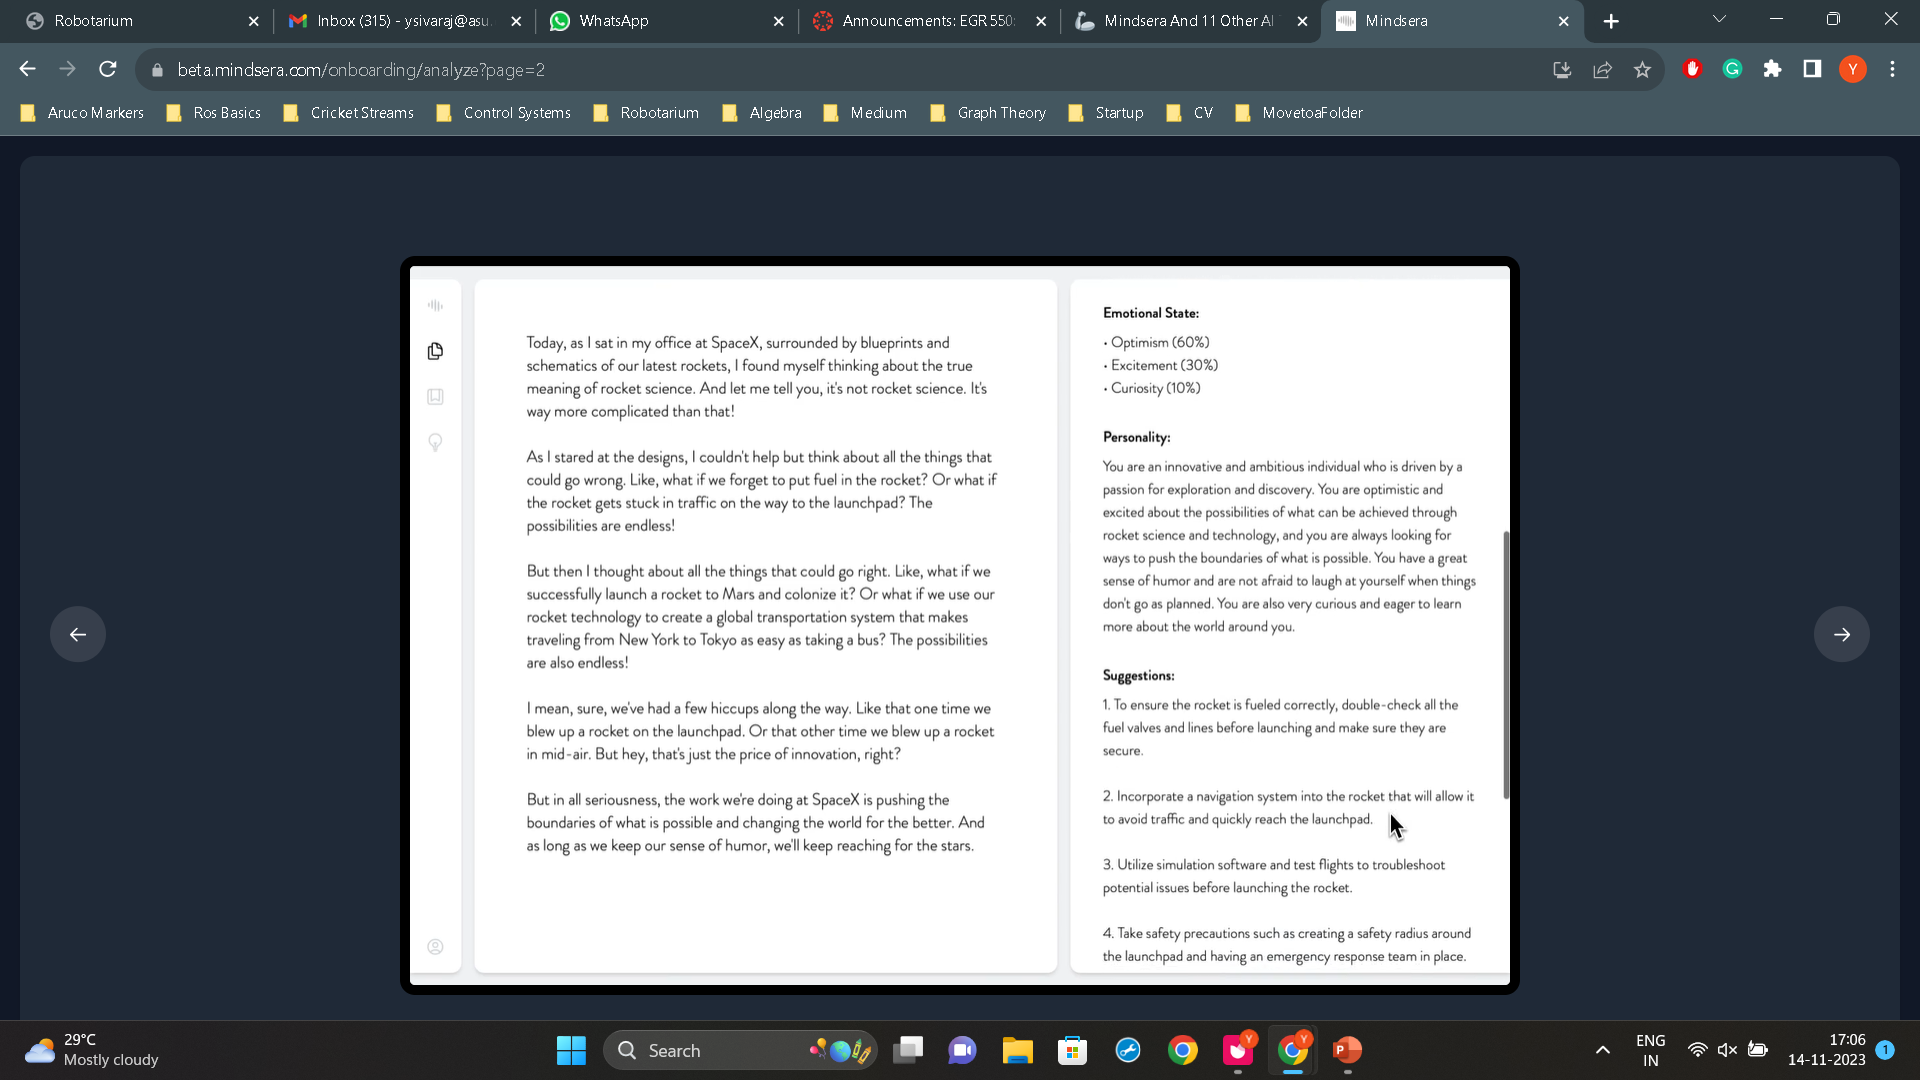 Robotarium
Inbox (315) - ysivaraj@asu.
WhatsApp
Announcements: EGR 550:
Mindsera And 11 Other AI
Mindsera
beta.mindsera.com/onboarding/analyze?page=2
Y
Aruco Markers
Ros Basics
Cricket Streams
Control Systems
Robotarium
Algebra
Medium
Graph Theory
Startup
CV
MovetoaFolder
Today, as I sat in my office at SpaceX, surrounded by blueprints and
schematics of our latest rockets, I found myself thinking about the true
meaning of rocket science. And let me tell you, it's not rocket science. It's
way more complicated than that!
As I stared at the designs, I couldn't help but think about all the things that
could go wrong. Like, what if we forget to put fuel in the rocket? Or what if
the rocket gets stuck in traffic on the way to the launchpad? The
possibilities are endless!
But then I thought about all the things that could go right. Like, what if we
successfully launch a rocket to Mars and colonize it? Or what if we use our
rocket technology to create a global transportation system that makes
traveling from New York to Tokyo as easy as taking a bus? The possibilities
are also endless!
I mean, sure, we've had a few hiccups along the way. Like that one time we
blew up a rocket on the launchpad. Or that other time we blew up a rocket
in mid-air. But hey, that's just the price of innovation, right?
But in all seriousness, the work we're doing at SpaceX is pushing the
boundaries of what is possible and changing the world for the better. And
as long as we keep our sense of humor, we'll keep reaching for the stars.
Emotional State:
• Optimism (60%)
• Excitement (30%)
• Curiosity (10%)
Personality:
You are an innovative and ambitious individual who is driven by a
passion for exploration and discovery. You are optimistic and
excited about the possibilities of what can be achieved through
rocket science and technology, and you are always looking for
ways to push the boundaries of what is possible. You have a great
sense of humor and are not afraid to laugh at yourself when things
don't go as planned. You are also very curious and eager to learn
more about the world around you.
Suggestions:
1. To ensure the rocket is fueled correctly, double-check all the
fuel valves and lines before launching and make sure they are
secure.
2. Incorporate a navigation system into the rocket that will allow it
to avoid traffic and quickly reach the launchpad.
3. Utilize simulation software and test flights to troubleshoot
potential issues before launching the rocket.
4. Take safety precautions such as creating a safety radius around
the launchpad and having an emergency response team in place.
29°C
Mostly cloudy
Search
Y
Y
P
ENG
IN
17:06
14-11-2023
1